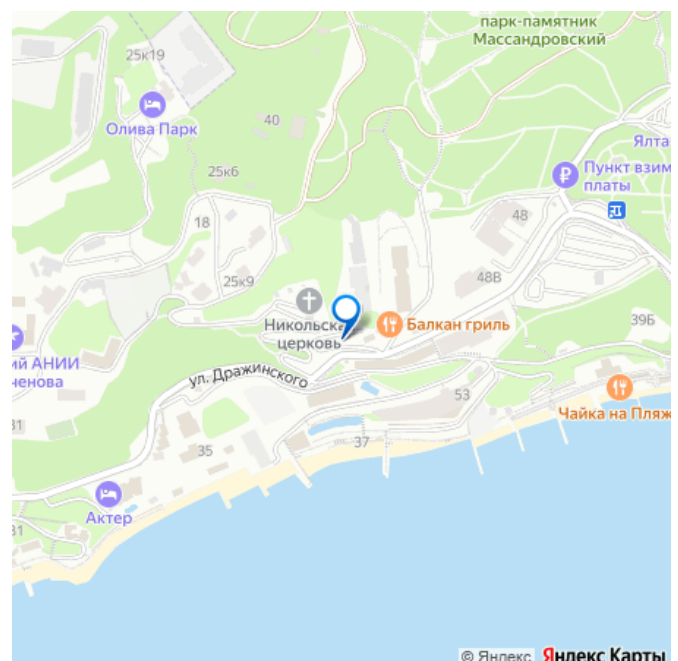 парк-памятник
Массандровский
25к19
Олива Парк
40
Ялта
Пункт взим
платы
25к6
18
48
25к9
48В
Никольска
церковь
Балкан гриль
39Б
ий АНИИ
ченова
ул. Дражинского
53
Чайка на Пляж
31
35
37
Актер
31
© Яндекс Яндекс Карты